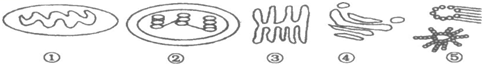 ① ② ③ ④ ⑤